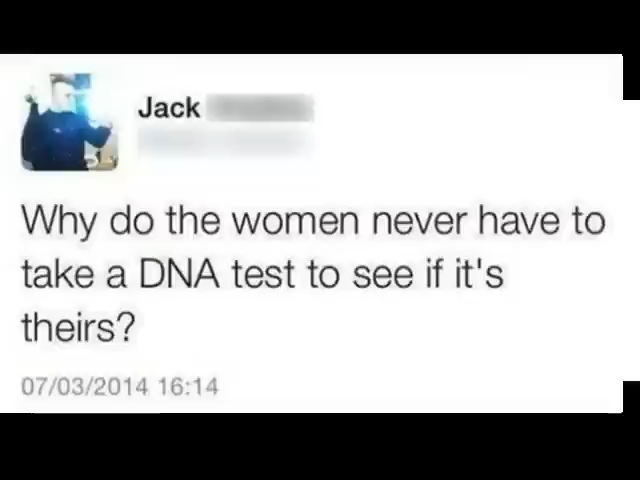 Jack
Why do the women never have to
take a DNA test to see if it's
theirs?
07/03/2014 16:14